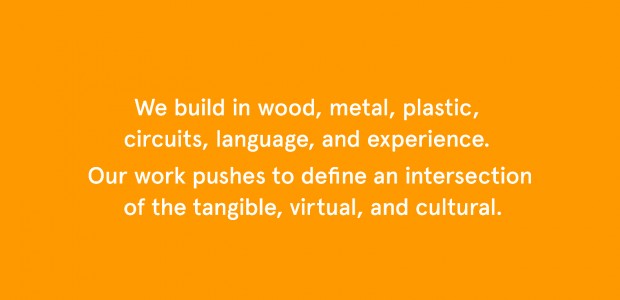 We build in wood, metal, plastic,
circuits, language, and experience.
Our work pushes to define an intersection
of the tangible, virtual, and cultural.